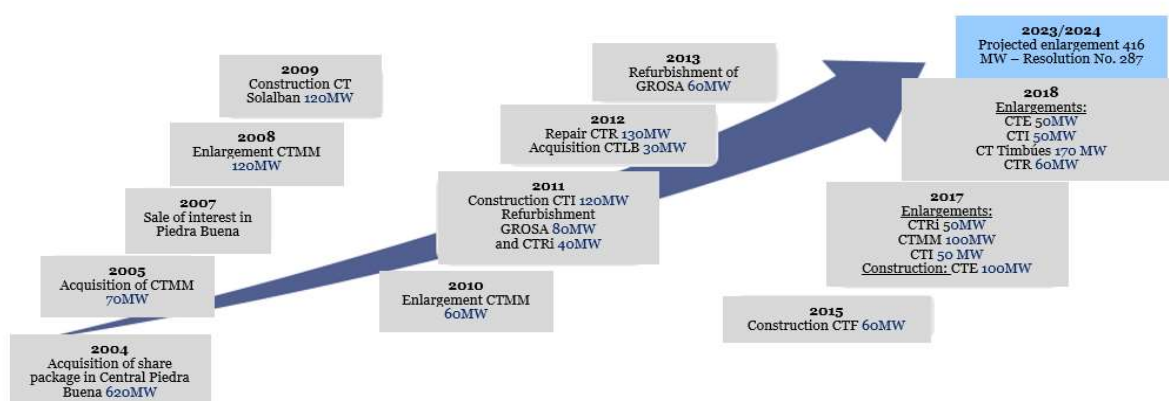 2004
Acquisition of share
package in Central Piedra
Buena 620MW
2005
Acquisition of CTMM
70MW
2007
Sale of interest in
Piedra Buena
2008
Enlargement CTMM
120MW
2009
Construction CT
Solalban 120MW
2010
Enlargement CTMM
60MW
2011
Construction CTI 120MW
Refurbishment
GROSA 80MW
and CTRi 40MW
2012
Repair CTR 130MW
Acquisition CTLB 30MW
2013
Refurbishment of
GROSA 60MW
2015
Construction CTF 60MW
2017
Enlargements:
CTRi 50MW
CTMM 100MW
CTI 50 MW
Construction: CTE 100MW
2018
Enlargements:
CTE 50MW
CTI 50MW
CT Timbúes 170 MW
CTR 60MW
2023/2024
Projected enlargement 416
MW – Resolution No. 287